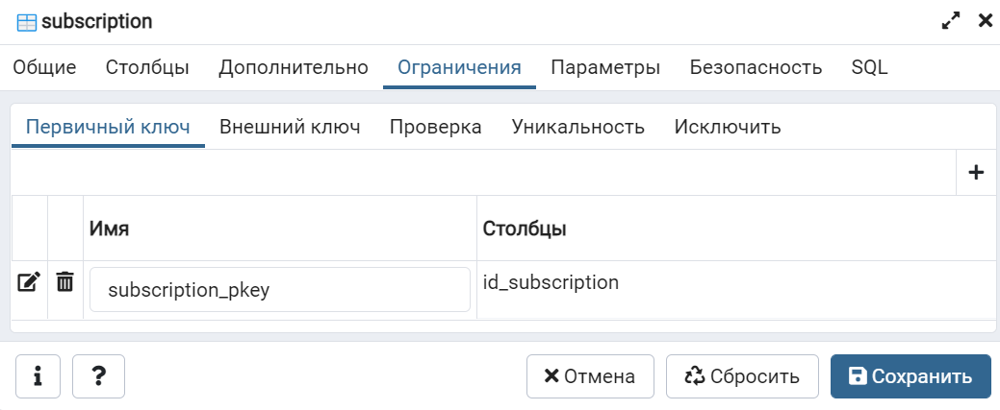 subscription
Общие Столбцы Дополнительно Ограничения Параметры Безопасность SQL
Первичный ключ Внешний ключ Проверка Уникальность Исключить
+
Имя Столбцы
subscription_pkey id_subscription
i ? Отмена Сбросить Сохранить